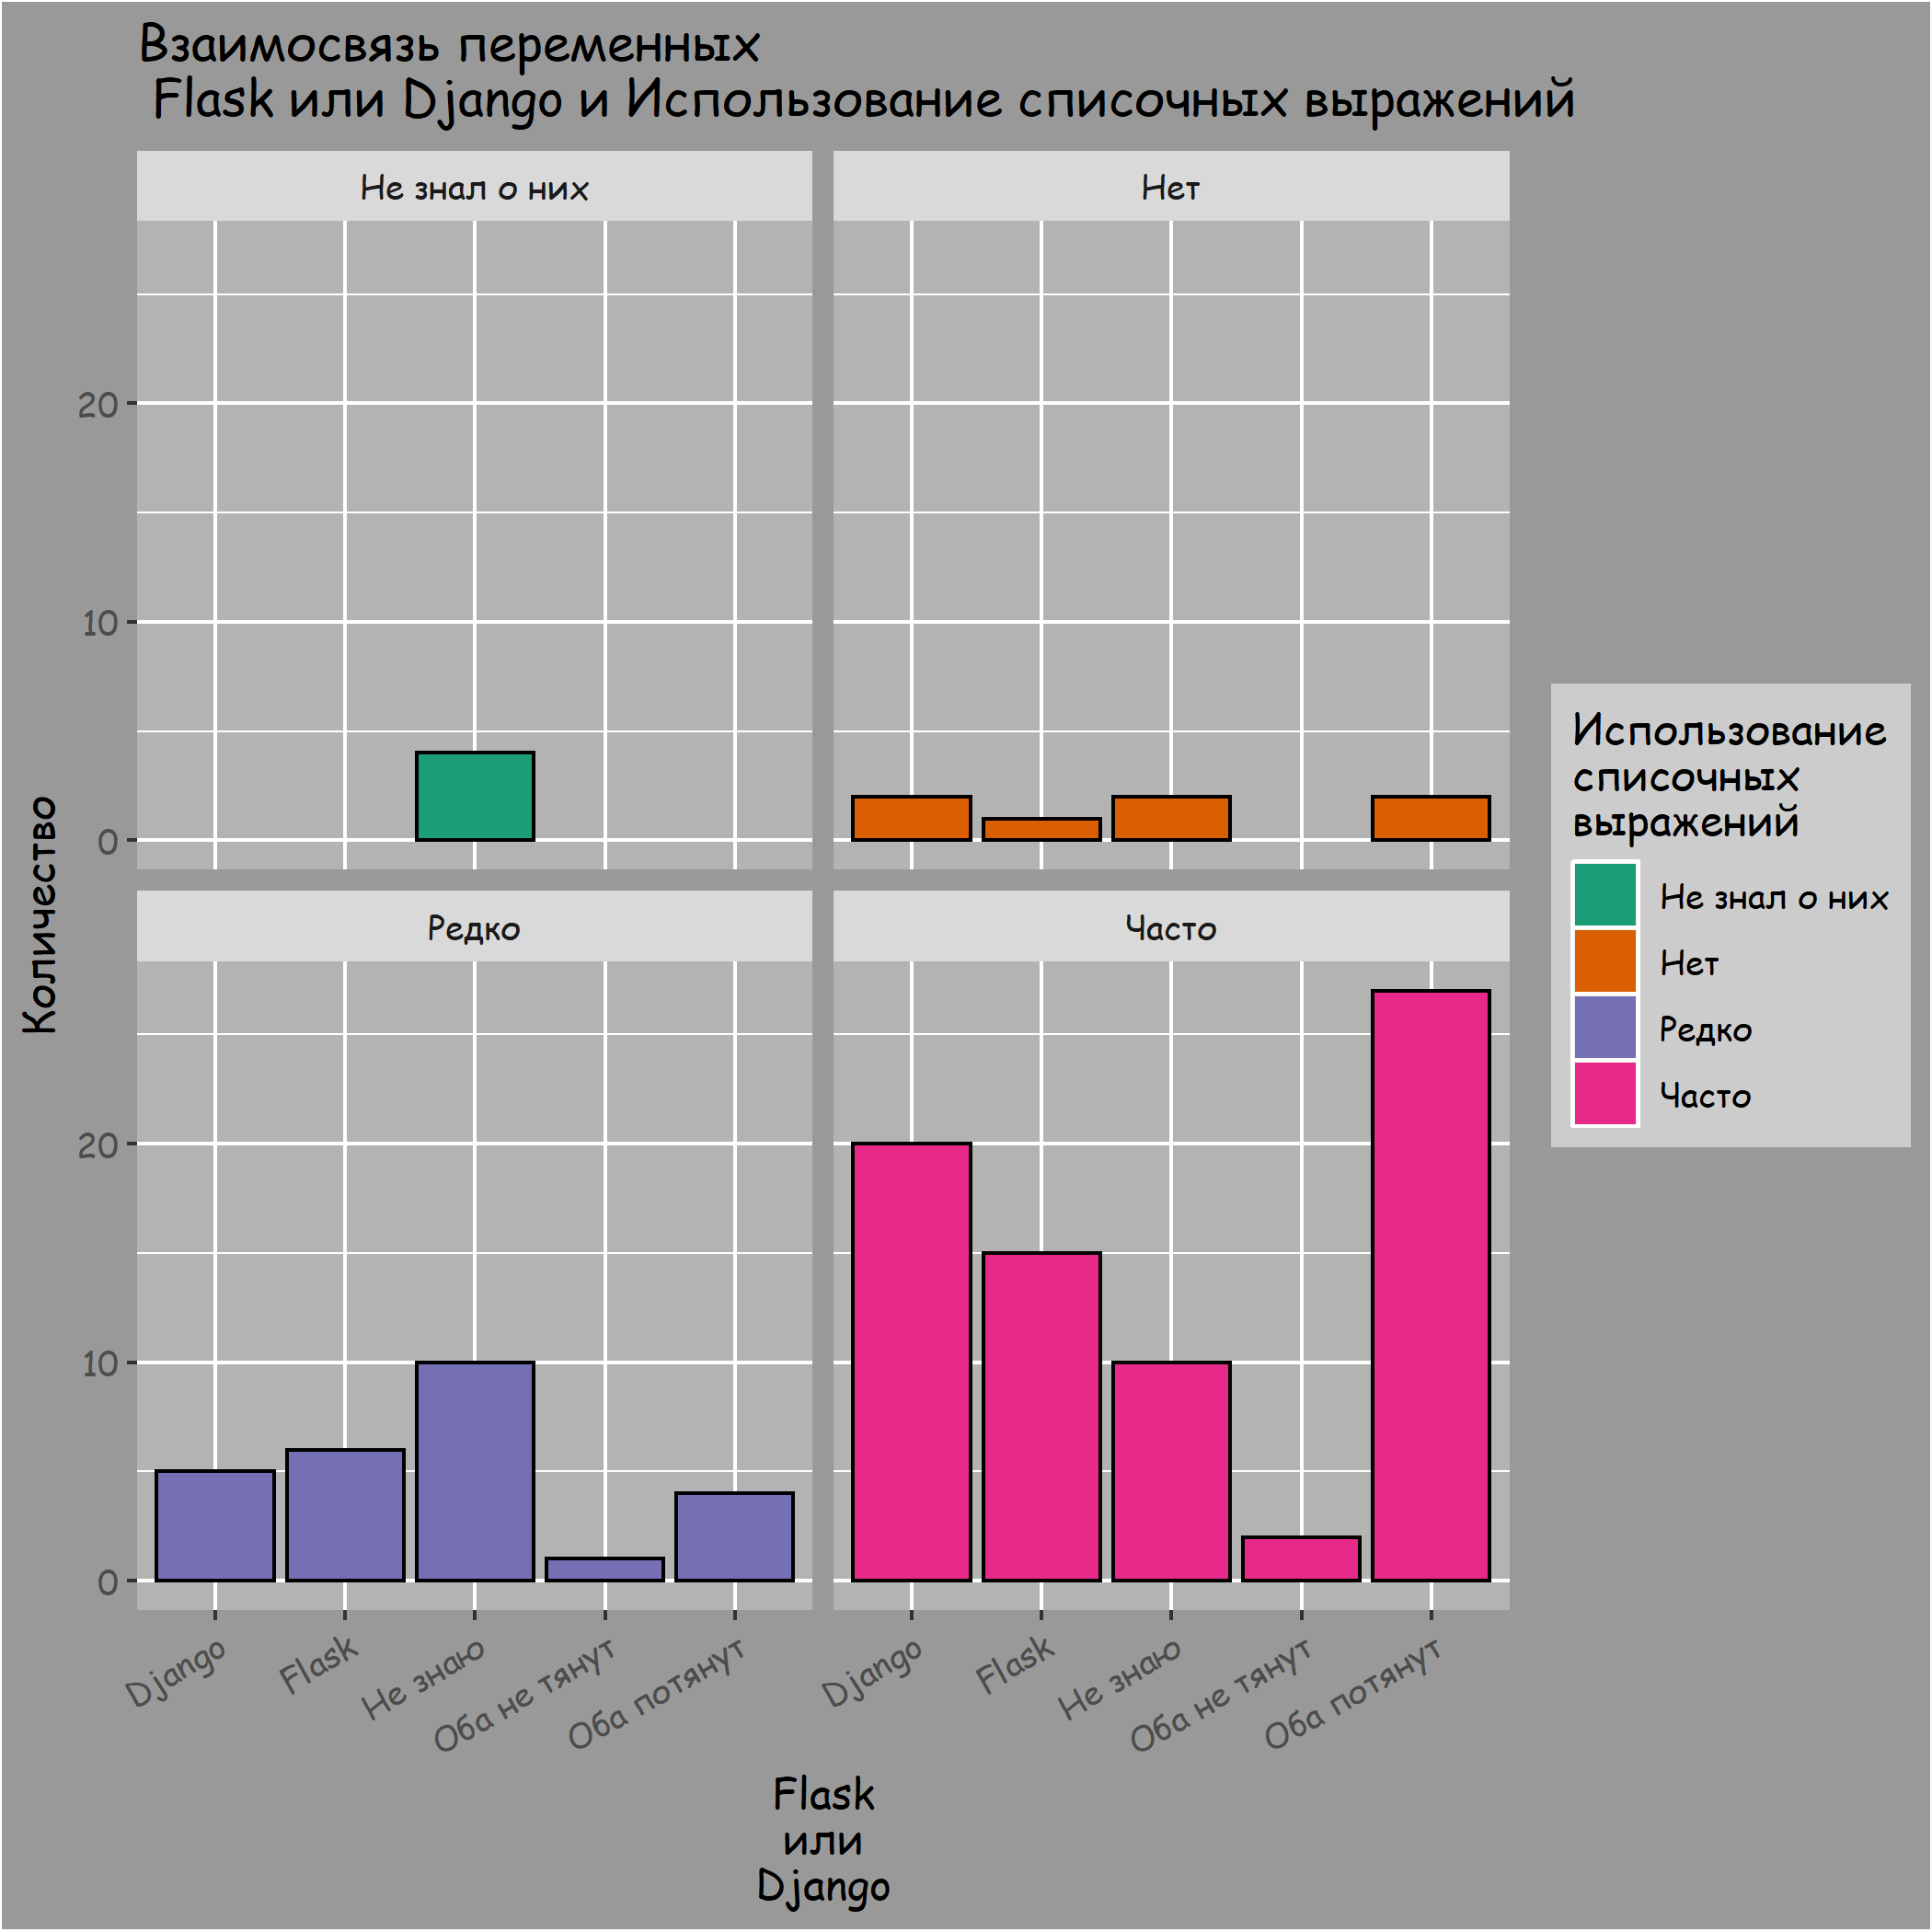 Взаимосвязь переменных
Flask или Django и Использование списочных выражений
Не знал о них
Нет
20
10
0
Количество
Редко
Часто
20
10
0
Django
Flask
Не знаю
Оба не тянут
Оба потянут
Django
Flask
Не знаю
Оба не тянут
Оба потянут
Flask
или
Django
Использование
списочных
выражений
Не знал о них
Нет
Редко
Часто